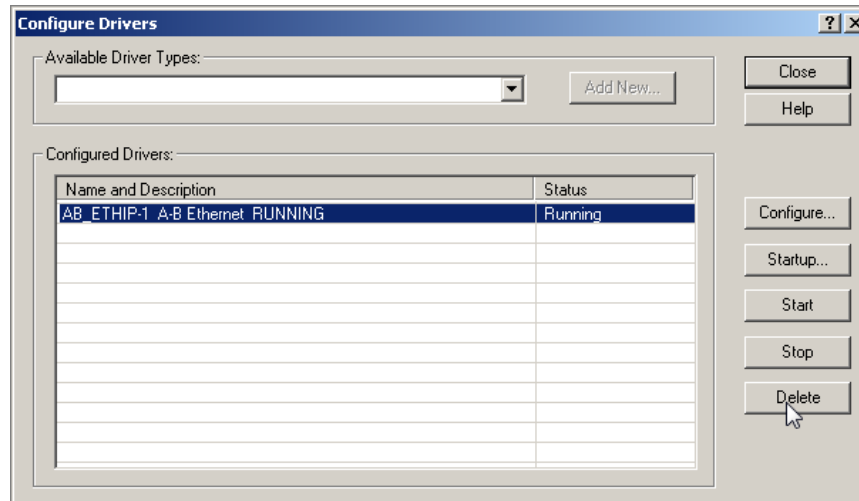 Configure Drivers
Available Driver Types:
Add New...
Close
Help
Configured Drivers:
Name and Description Status
AB_ETHIP-1 A-B Ethernet RUNNING Running
Configure...
Startup...
Start
Stop
Delete